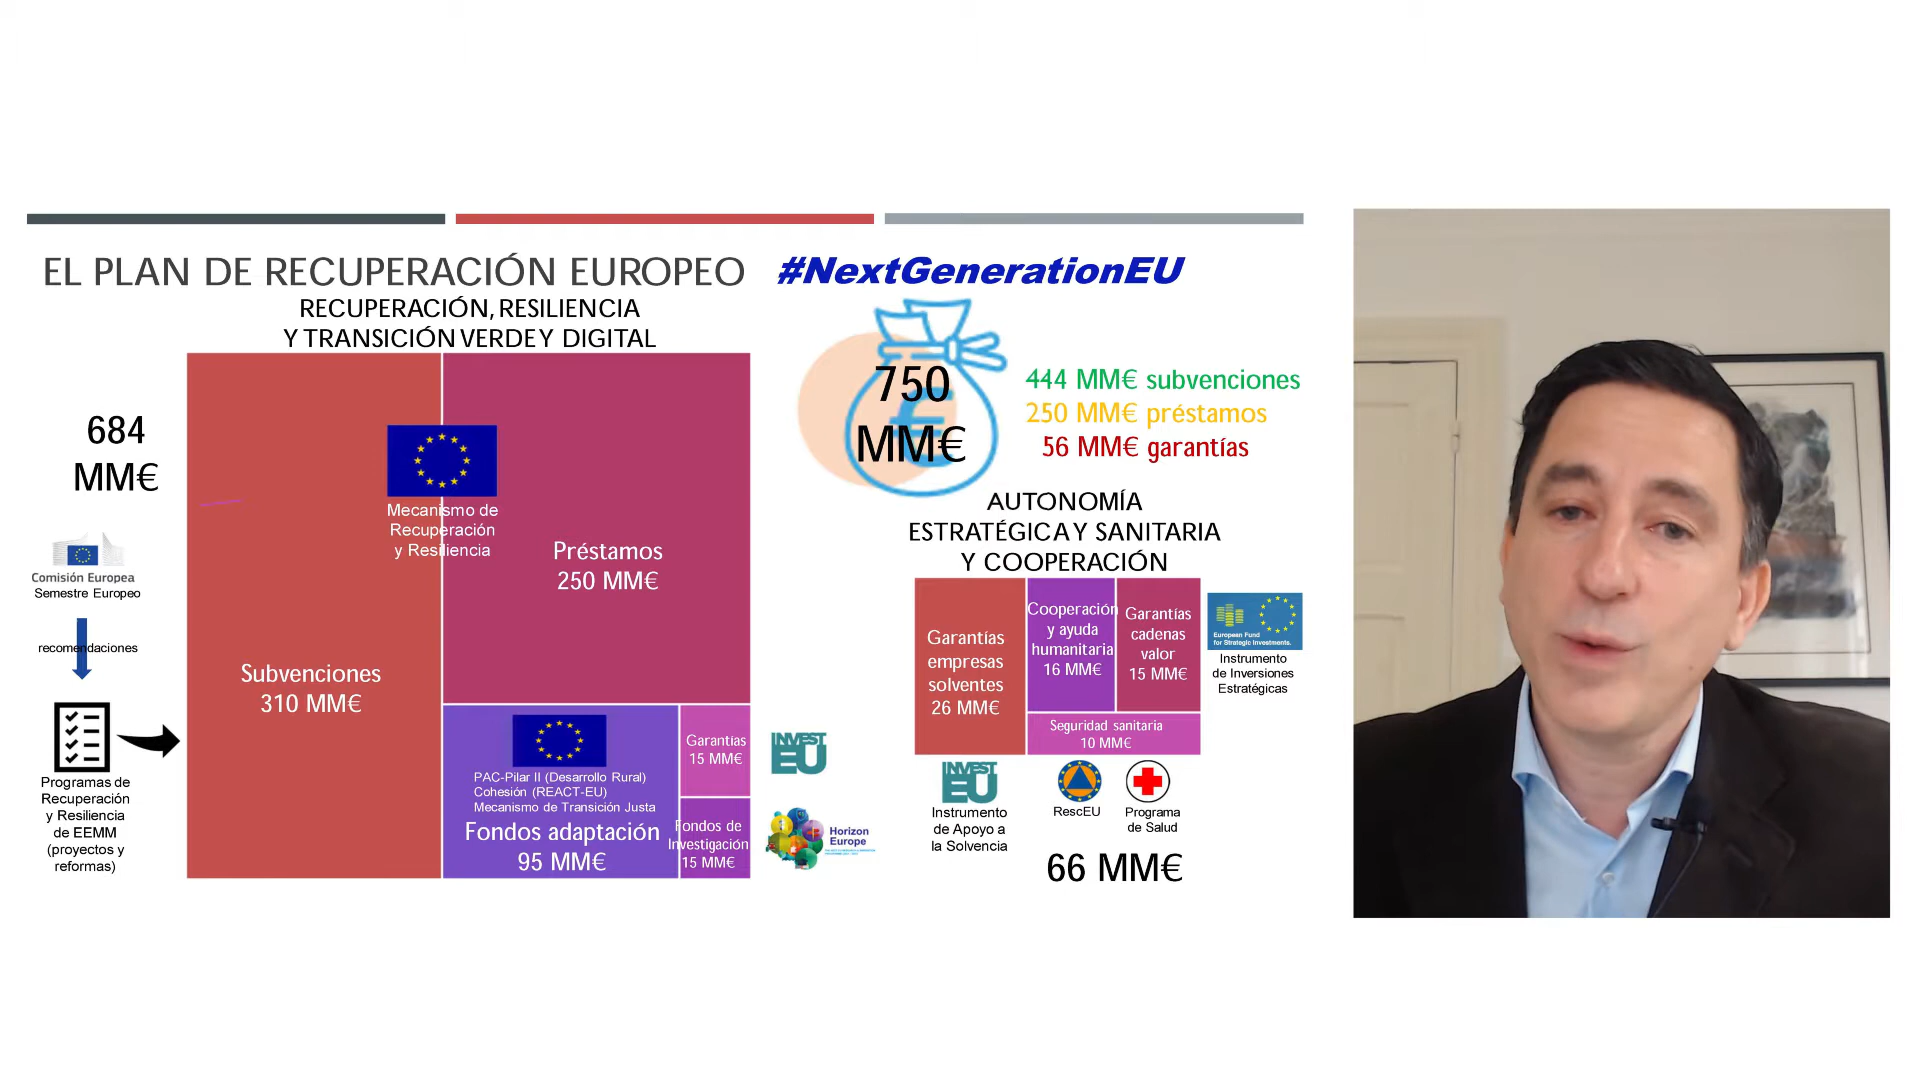 EL PLAN DE RECUPERACIÓN EUROPEO
#NextGenerationEU
RECUPERACIÓN, RESILIENCIA
Y TRANSICIÓN VERDE Y DIGITAL
684
MM€
Comisión Europea
Semestre Europeo
recomendaciones
Programas de
Recuperación
y Resiliencia
de EEMM
(proyectos y
reformas)
Mecanismo de
Recuperación
y Resiliencia
Subvenciones
310 MM€
Préstamos
250 MM€
PAC-Pilar II (Desarrollo Rural)
Cohesión (REACT-EU)
Mecanismo de Transición Justa
Fondos adaptación
95 MM€
Garantías
15 MM€
Fondos de
Investigación
15 MM€
INVEST
EU
Horizon
Europe
750
MM€
444 MM€ subvenciones
250 MM€ préstamos
56 MM€ garantías
AUTONOMÍA
ESTRATÉGICA Y SANITARIA
Y COOPERACIÓN
Garantías
empresas
solventes
26 MM€
Cooperación
y ayuda
humanitaria
16 MM€
Garantías
cadenas
valor
15 MM€
Seguridad sanitaria
10 MM€
European Fund
for Strategic Investments.
Instrumento
de Inversiones
Estratégicas
INVEST
EU
Instrumento
de Apoyo a
la Solvencia
RescEU
Programa
de Salud
66 MM€